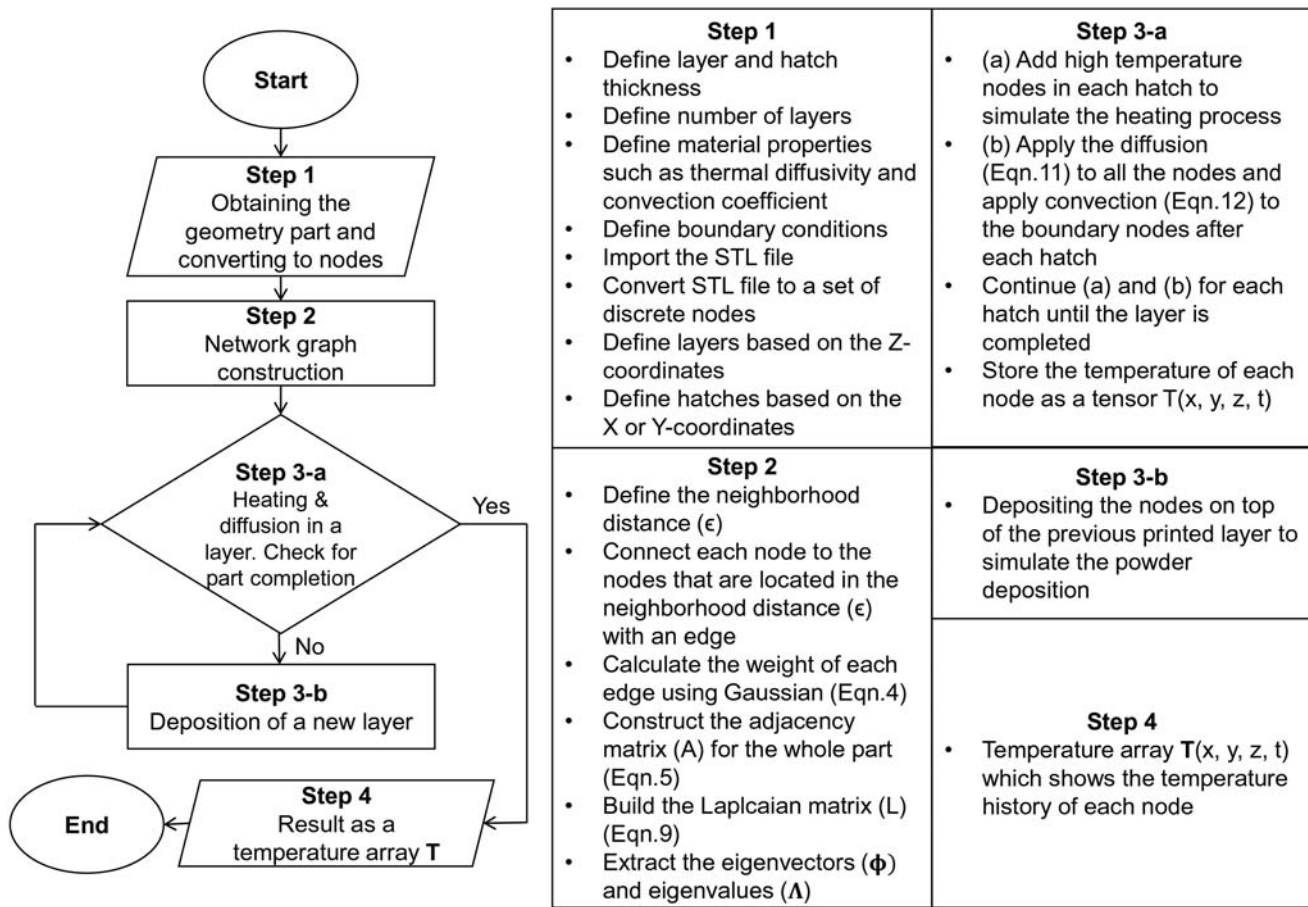 Start
Step 1
Obtaining the
geometry part and
converting to nodes
Step 2
Network graph
construction
Step 3-a
Heating &
diffusion in a
layer. Check for
part completion
Yes
No
Step 3-b
Deposition of a new layer
Step 4
Result as a
temperature array T
End
Step 1
• Define layer and hatch
thickness
• Define number of layers
• Define material properties
such as thermal diffusivity and
convection coefficient
• Define boundary conditions
• Import the STL file
• Convert STL file to a set of
discrete nodes
• Define layers based on the Z-
coordinates
• Define hatches based on the
X or Y-coordinates
Step 2
• Define the neighborhood
distance (ϵ)
• Connect each node to the
nodes that are located in the
neighborhood distance (ϵ)
with an edge
• Calculate the weight of each
edge using Gaussian (Eqn.4)
• Construct the adjacency
matrix (A) for the whole part
(Eqn.5)
• Build the Laplcaian matrix (L)
(Eqn.9)
• Extract the eigenvectors (ϕ)
and eigenvalues (Λ)
Step 3-a
• (a) Add high temperature
nodes in each hatch to
simulate the heating process
• (b) Apply the diffusion
(Eqn.11) to all the nodes and
apply convection (Eqn.12) to
the boundary nodes after
each hatch
• Continue (a) and (b) for each
hatch until the layer is
completed
• Store the temperature of each
node as a tensor T(x, y, z, t)
Step 3-b
• Depositing the nodes on top
of the previous printed layer to
simulate the powder
deposition
Step 4
• Temperature array T(x, y, z, t)
which shows the temperature
history of each node